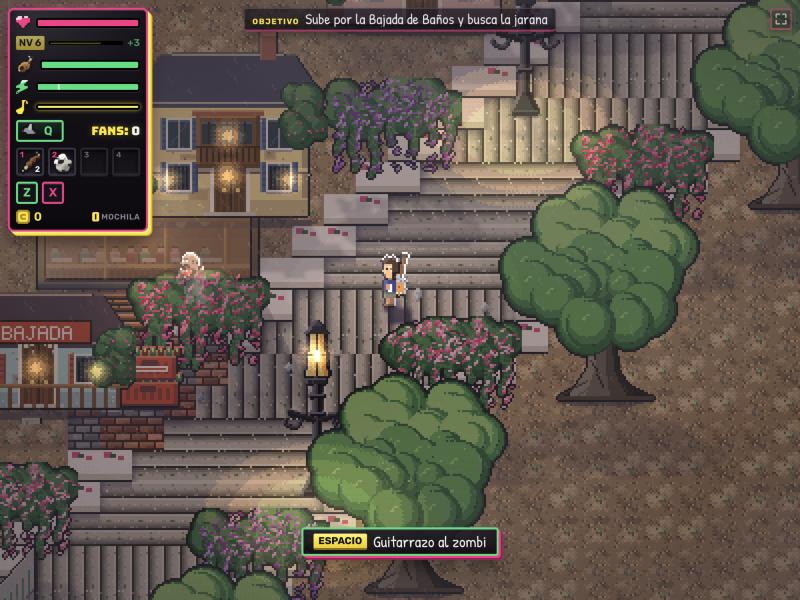 OBJETIVO Sube por la Bajada de Baños y busca la jarana
NV 6 +3
Q FANS: 0
1 2 2 3 4
Z X
C 0 I MOCHILA
BAJADA
ESPACIO Guitarrazo al zombi